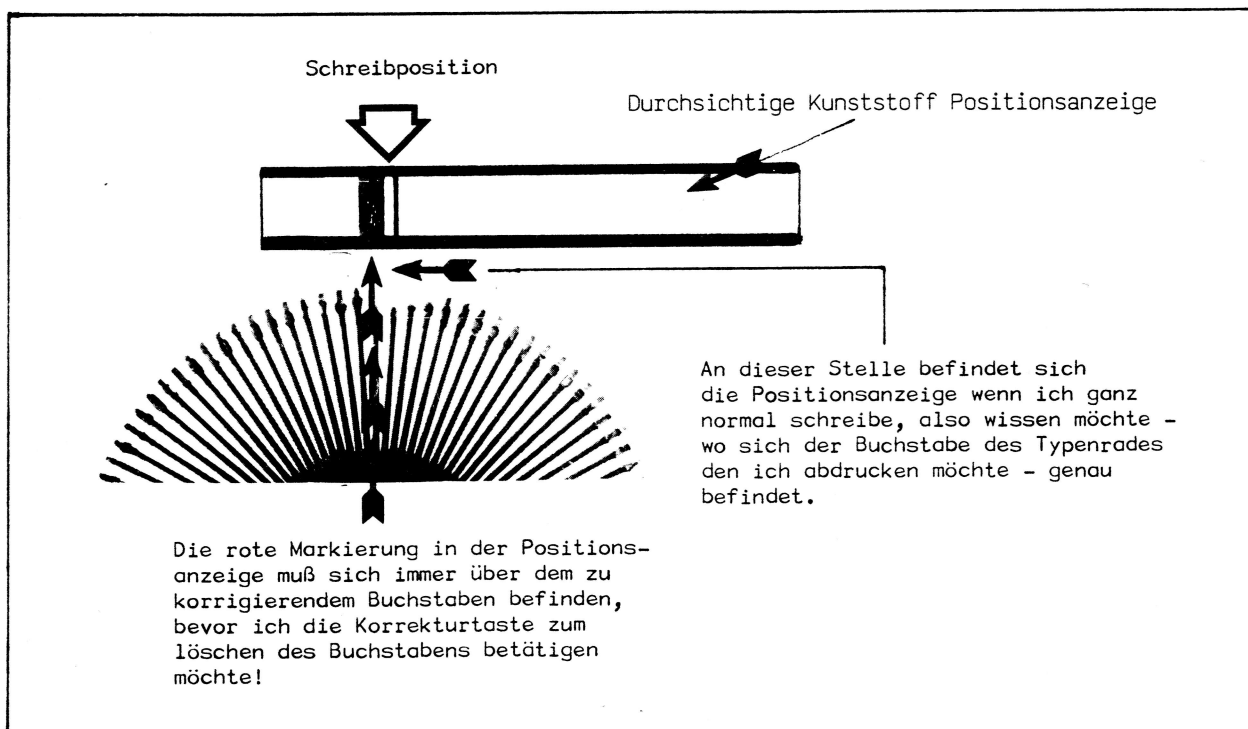 Schreibposition
Durchsichtige Kunststoff Positionsanzeige
An dieser Stelle befindet sich
die Positionsanzeige wenn ich ganz
normal schreibe, also wissen möchte -
wo sich der Buchstabe des Typenrades
den ich abdrucken möchte - genau
befindet.
Die rote Markierung in der Positions-
anzeige muß sich immer über dem zu
korrigierendem Buchstaben befinden,
bevor ich die Korrekturtaste zum
löschen des Buchstabens betätigen
möchte!